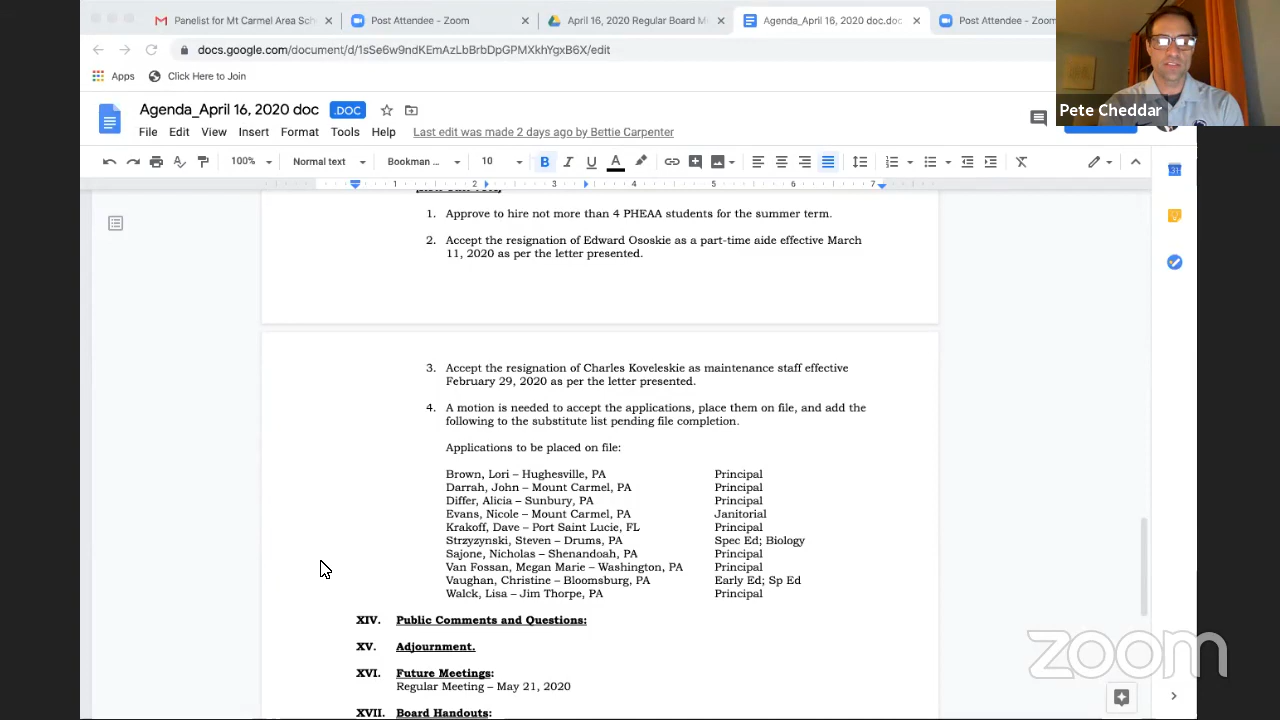 Panelist for Mt Carmel Area Sch
Post Attendee - Zoom
April 16, 2020 Regular Board M
Agenda_April 16, 2020 doc.doc
Post Attendee - Zoom
docs.google.com/document/d/1sSe6w9ndKEmAzLbBrbDpGPMXkhYgxB6X/edit
Apps
Click Here to Join
Agenda_April 16, 2020 doc
.DOC
Pete Cheddar
File Edit View Insert Format Tools Help
Last edit was made 2 days ago by Bettie Carpenter
100% Normal text Bookman ... 10 B I U A
1 2 3 4 5 6 7
1. Approve to hire not more than 4 PHEAA students for the summer term.
2. Accept the resignation of Edward Ososkie as a part-time aide effective March
11, 2020 as per the letter presented.
3. Accept the resignation of Charles Koveleskie as maintenance staff effective
February 29, 2020 as per the letter presented.
4. A motion is needed to accept the applications, place them on file, and add the
following to the substitute list pending file completion.
Applications to be placed on file:
Brown, Lori – Hughesville, PA Principal
Darrah, John – Mount Carmel, PA Principal
Differ, Alicia – Sunbury, PA Principal
Evans, Nicole – Mount Carmel, PA Janitorial
Krakoff, Dave – Port Saint Lucie, FL Principal
Strzyzynski, Steven – Drums, PA Spec Ed; Biology
Sajone, Nicholas – Shenandoah, PA Principal
Van Fossan, Megan Marie – Washington, PA Principal
Vaughan, Christine – Bloomsburg, PA Early Ed; Sp Ed
Walck, Lisa – Jim Thorpe, PA Principal
XIV. Public Comments and Questions:
XV. Adjournment.
XVI. Future Meetings:
Regular Meeting – May 21, 2020
XVII. Board Handouts:
zoom